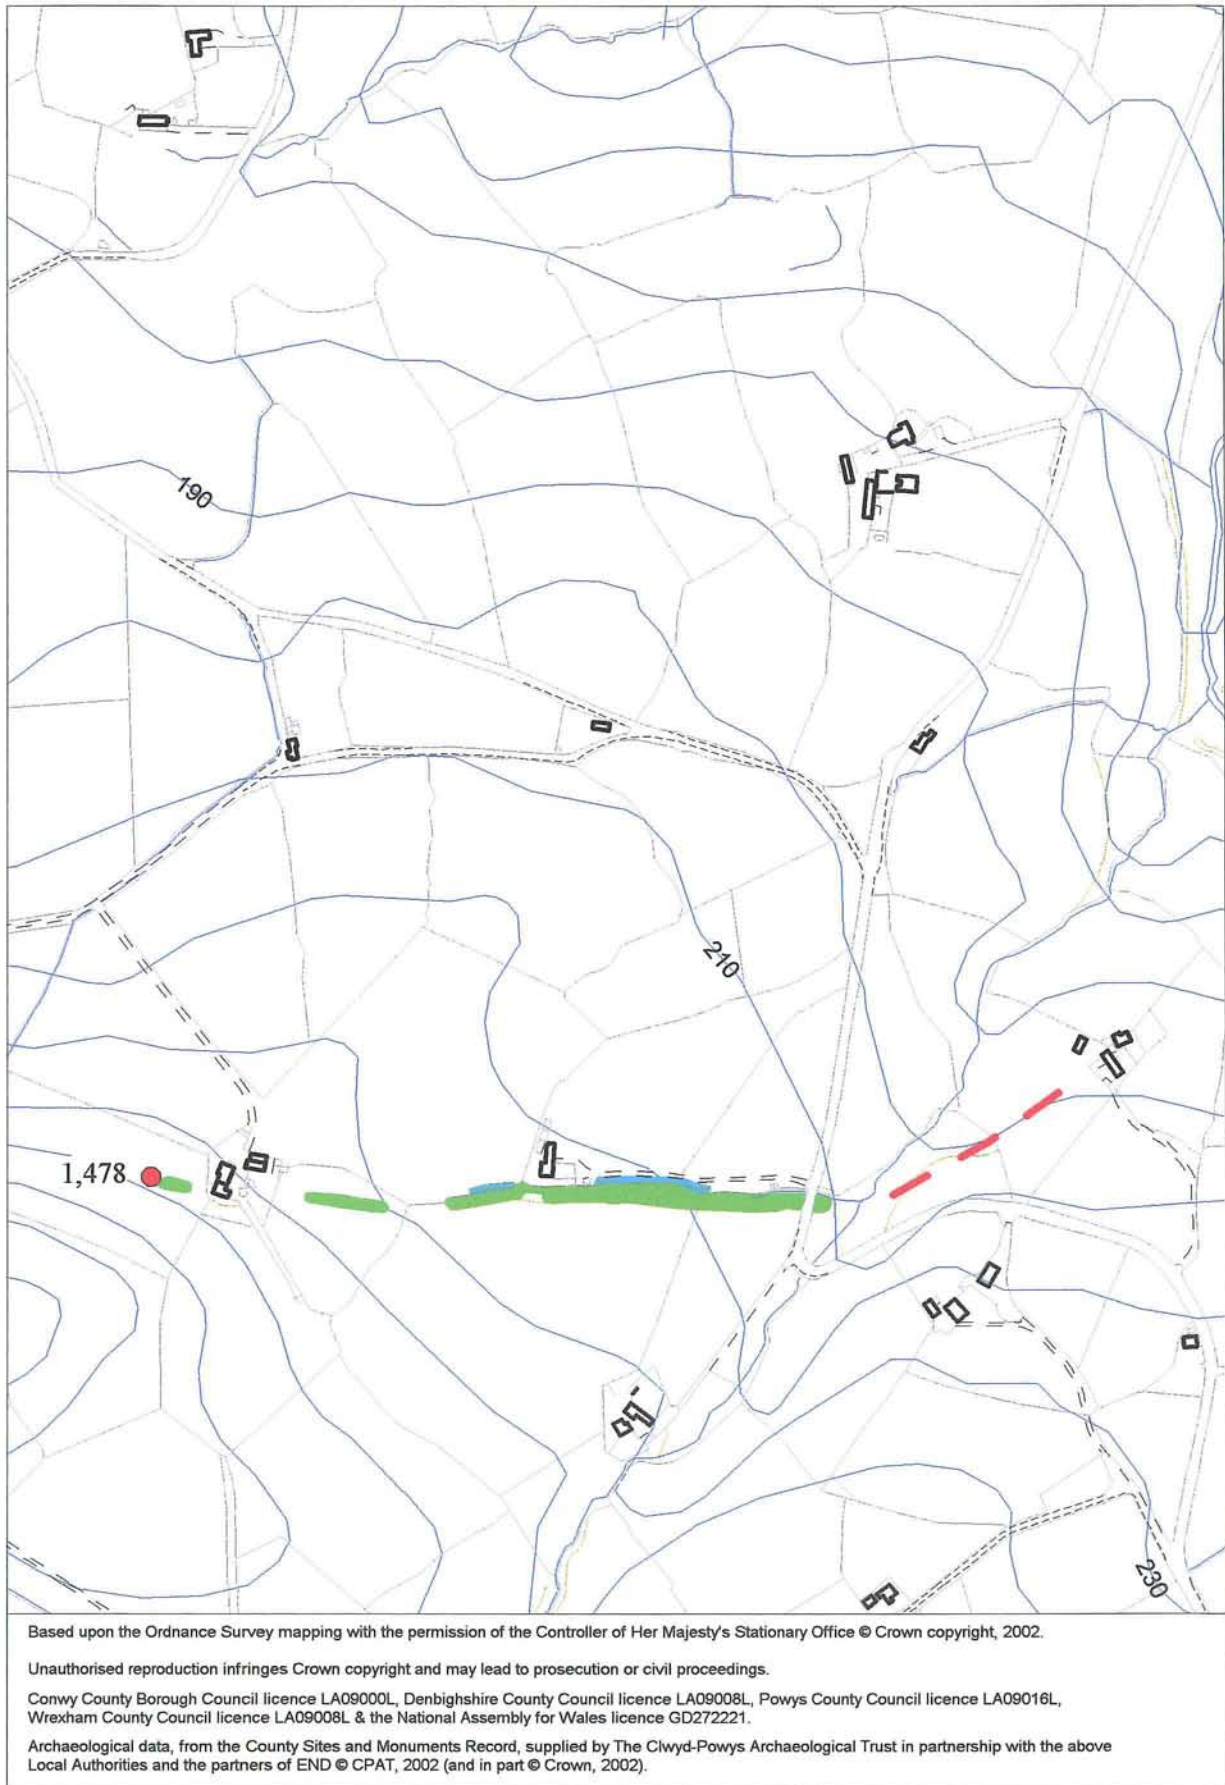 190
210
1,478
230
Based upon the Ordnance Survey mapping with the permission of the Controller of Her Majesty's Stationary Office © Crown copyright, 2002.
Unauthorised reproduction infringes Crown copyright and may lead to prosecution or civil proceedings.
Conwy County Borough Council licence LA09000L, Denbighshire County Council licence LA09008L, Powys County Council licence LA09016L,
Wrexham County Council licence LA09008L & the National Assembly for Wales licence GD272221.
Archaeological data, from the County Sites and Monuments Record, supplied by The Clwyd-Powys Archaeological Trust in partnership with the above
Local Authorities and the partners of END © CPAT, 2002 (and in part © Crown, 2002).